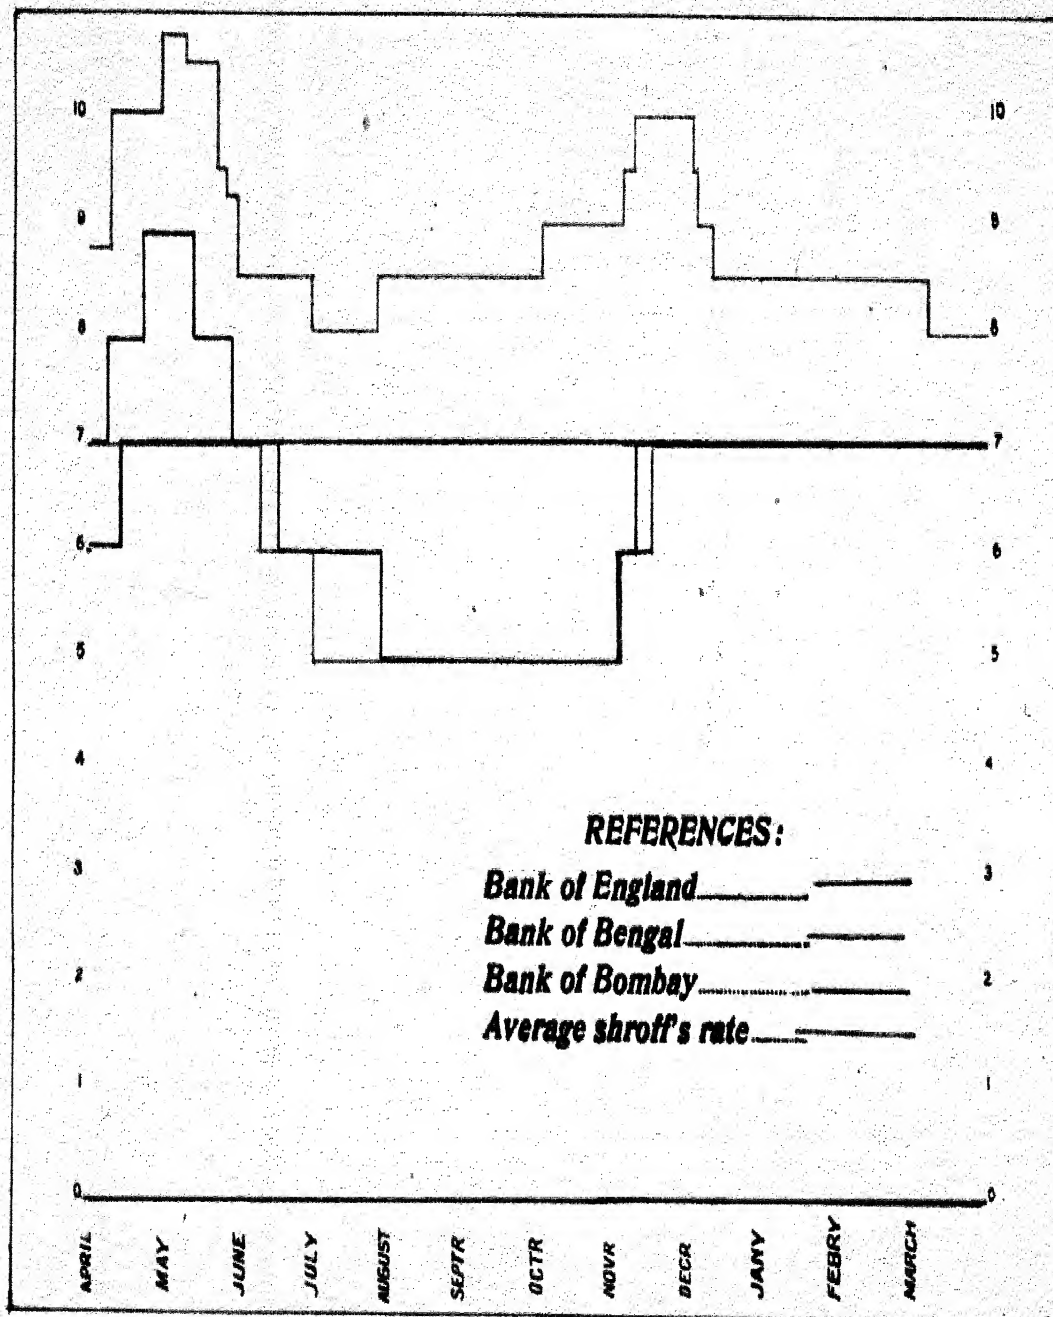 10 10
9 9
8 8
7 7
6 6
5 5
4 4
3 3
2 2
1 1
0 0
REFERENCES:
Bank of England
Bank of Bengal
Bank of Bombay
Average shroff's rate
APRIL MAY JUNE JULY AUGUST SEPTR OCTR NOVR DECR JANY FEBRY MARCH